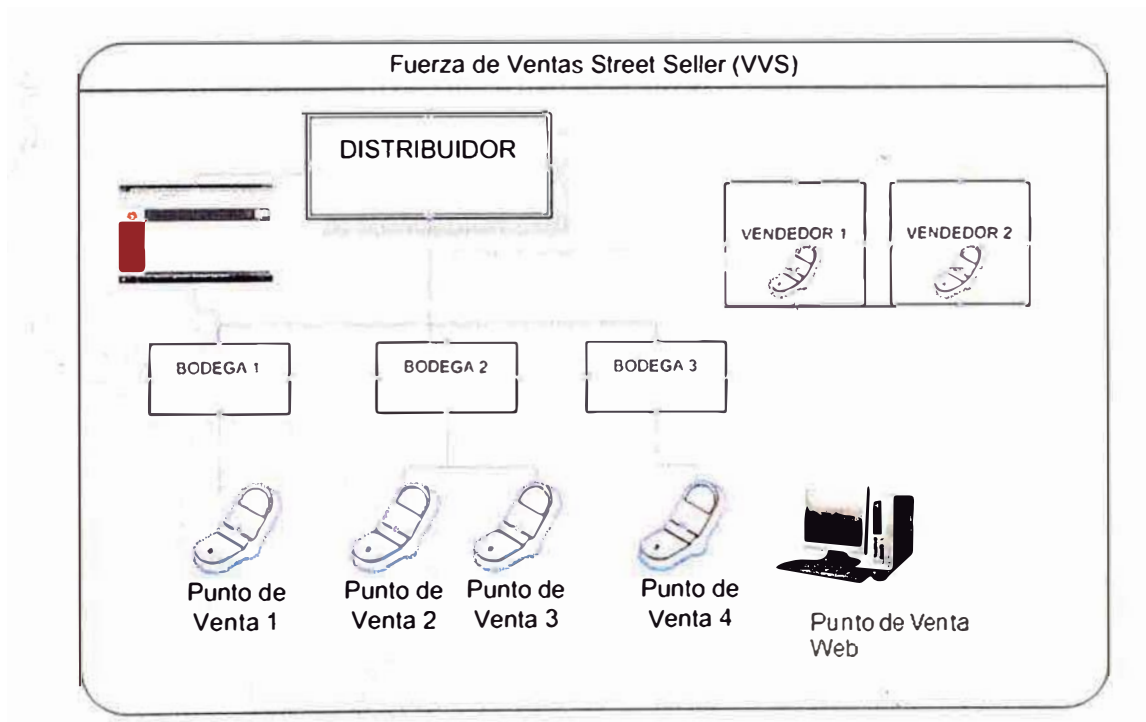 Fuerza de Ventas Street Seller (VVS)
DISTRIBUIDOR
VENDEDOR 1
VENDEDOR 2
BODEGA 1
BODEGA 2
BODEGA 3
Punto de
Venta 1
Punto de
Venta 2
Punto de
Venta 3
Punto de
Venta 4
Punto de Venta
Web